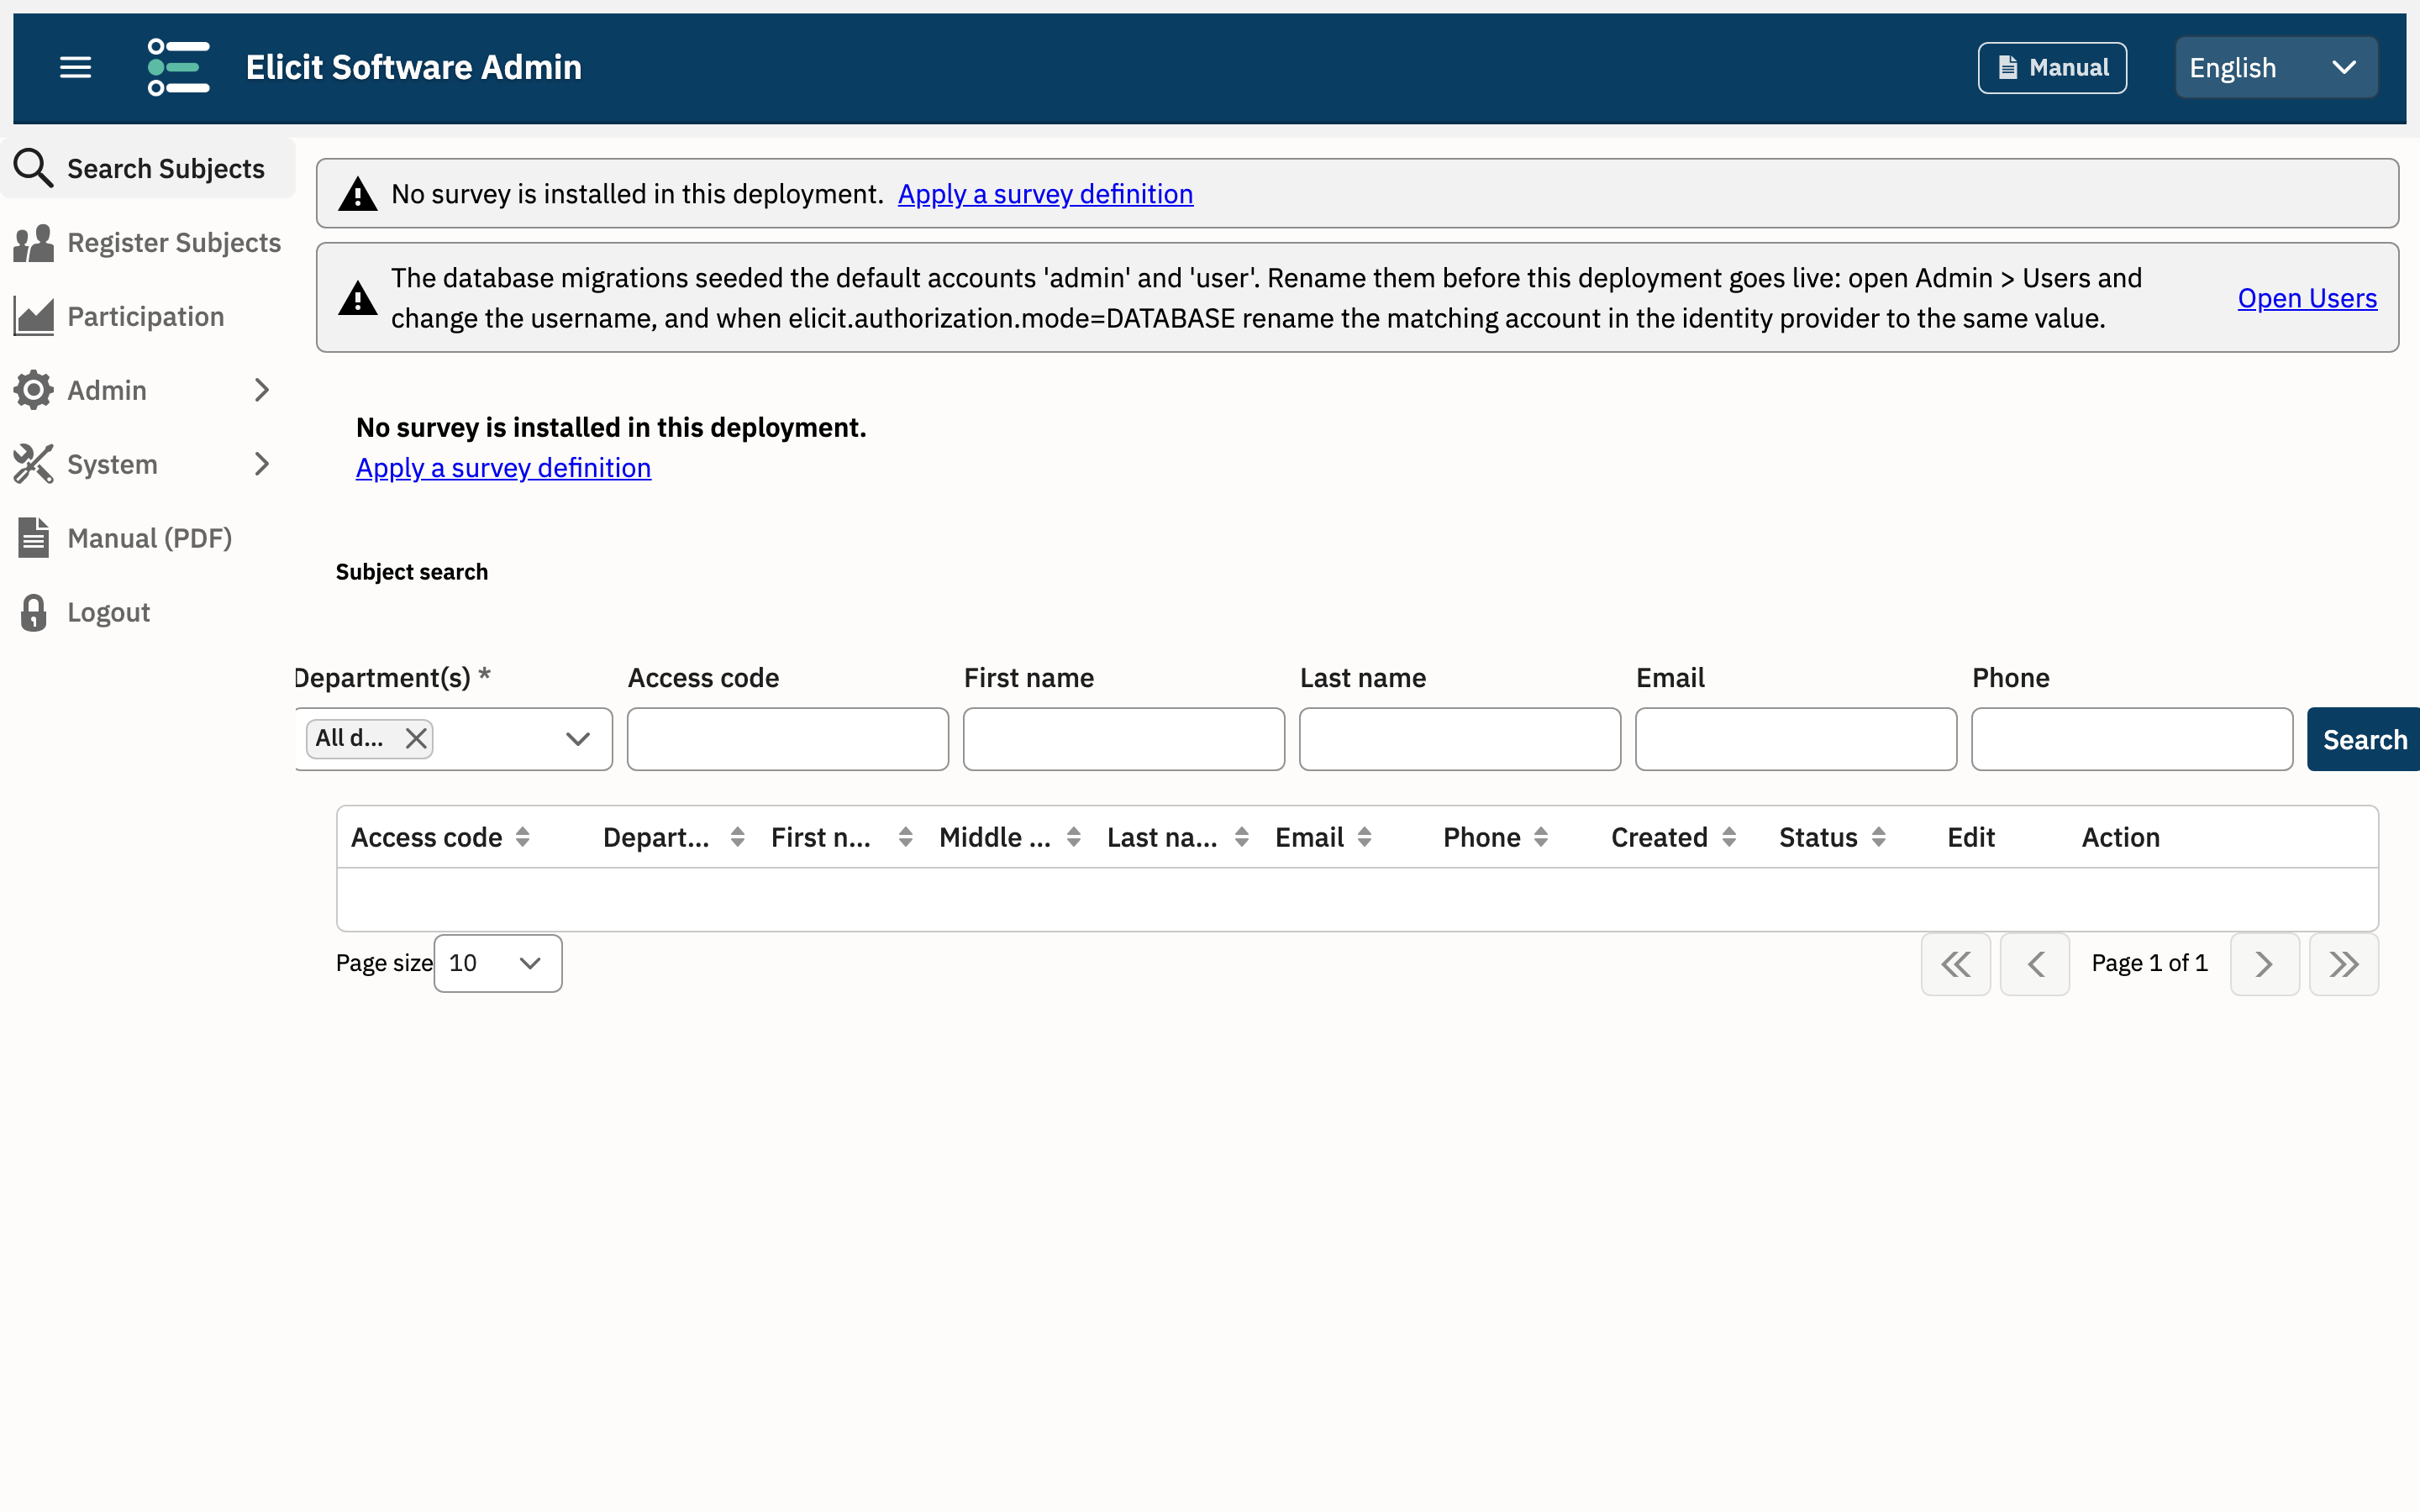 Elicit Software Admin
Manual
English
Search Subjects
Register Subjects
Participation
Admin
System
Manual (PDF)
Logout
No survey is installed in this deployment. Apply a survey definition
The database migrations seeded the default accounts 'admin' and 'user'. Rename them before this deployment goes live: open Admin > Users and
change the username, and when elicit.authorization.mode=DATABASE rename the matching account in the identity provider to the same value.
Open Users
No survey is installed in this deployment.
Apply a survey definition
Subject search
Department(s) * Access code First name Last name Email Phone
All d... Search
Access code Depart... First n... Middle ... Last na... Email Phone Created Status Edit Action
Page size 10 Page 1 of 1